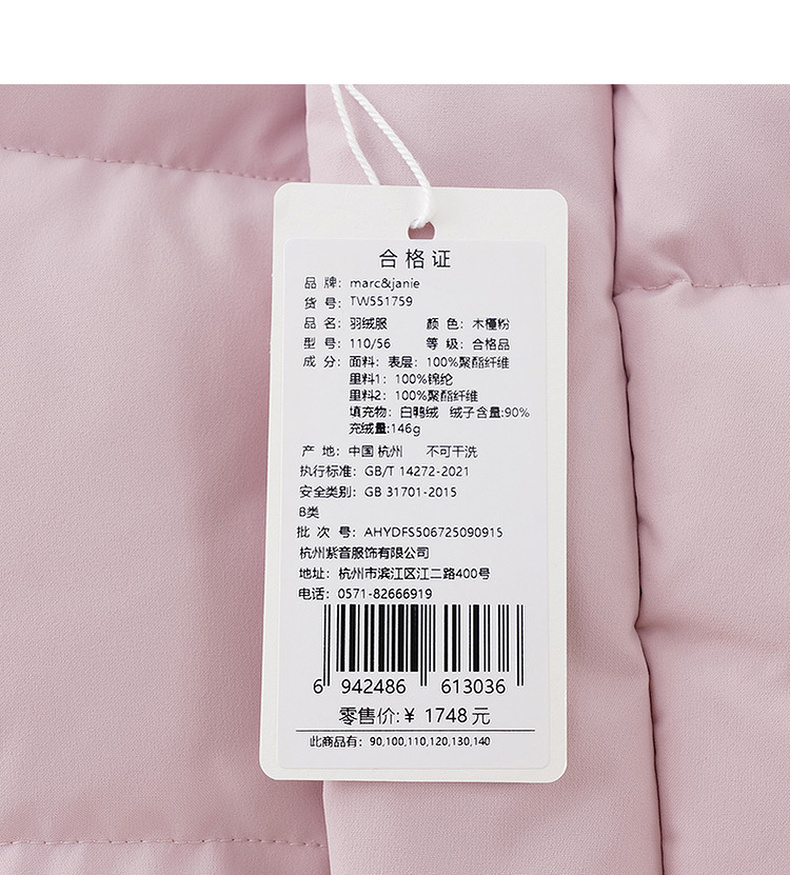 合格证
品 牌：marc&janie
货 号：TW551759
品 名：羽绒服 颜 色：木槿粉
型 号：110/56 等 级：合格品
成 分：面料：表层：100%聚酯纤维
里料1：100%锦纶
里料2：100%聚酯纤维
填充物：白鸭绒 绒子含量:90%
充绒量:146g
产 地：中国 杭州 不可干洗
执行标准：GB/T 14272-2021
安全类别：GB 31701-2015
B类
批 次 号：AHYDFS506725090915
杭州紫音服饰有限公司
地址：杭州市滨江区江二路400号
电话：0571-82666919
6 942486 613036
零售价:￥ 1748 元
此商品有：90,100,110,120,130,140